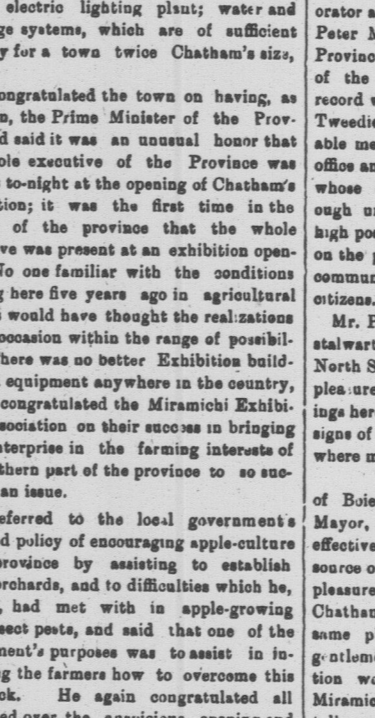 electric lighting plant; water and
ge systems, which are of sufficient
y for a town twice Chatham's size,
ongratulated the town on having, as
n, the Prime Minister of the Prov-
d said it was an unusual honor that
ole executive of the Province was
to-night at the opening of Chatham's
tion; it was the first time in the
of the province that the whole
ve was present at an exhibition open-
No one familiar with the conditions
g here five years ago in agricultural
would have thought the realizations
occasion within the range of possibil-
here was no better Exhibition build-
equipment anywhere in the country,
congratulated the Miramichi Exhibi-
sociation on their success in bringing
nterprise in the farming interests of
thern part of the province to so suc-
an issue.
eferred to the local government's
d policy of encouraging apple-culture
province by assisting to establish
orchards, and to difficulties which he,
, had met with in apple-growing
sect pests, and said that one of the
ment's purposes was to assist in in-
g the farmers how to overcome this
ck. He again congratulated all
ed over the auspicious opening and
orator a
Peter M
Provinc
of the
record w
Tweedie
able me
office an
whose
ough u
high po
on the
commun
citizens.
Mr. F
stalwart
North S
pleasure
ings her
signs of
where m
of Boie
Mayor,
effective
source o
pleasure
Chatham
same p
gentleme
tion w
Miramic